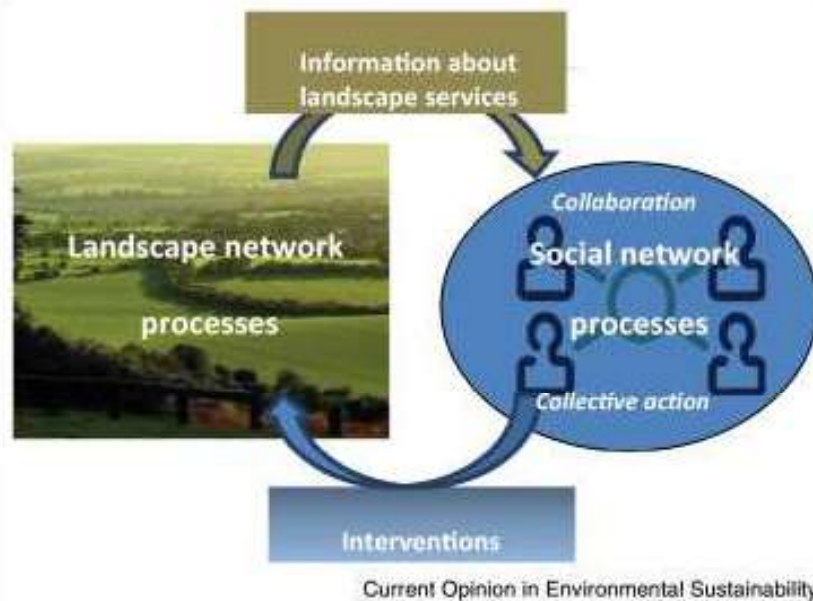 Information about
landscape services
Landscape network
processes
Collaboration
Social network
processes
Collective action
Interventions
Current Opinion in Environmental Sustainability